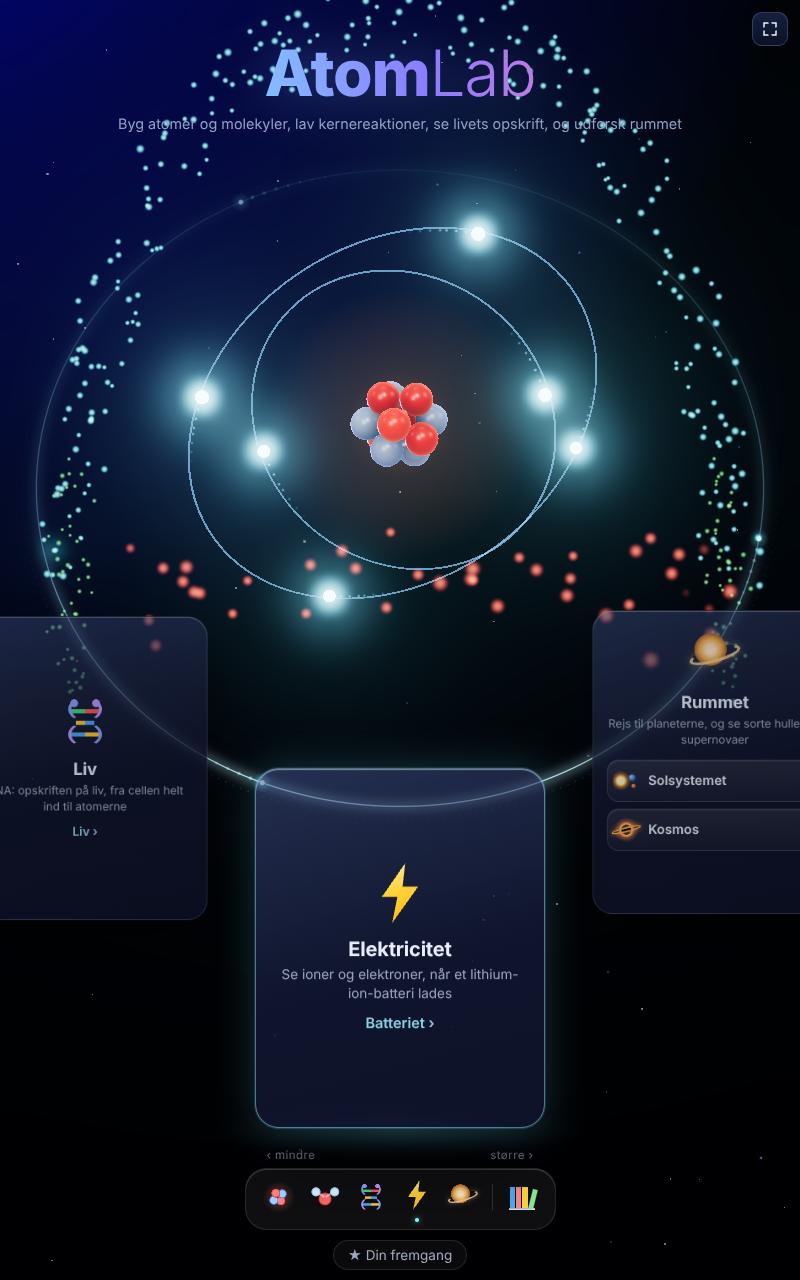 AtomLab
Byg atomer og molekyler, lav kernereaktioner, se livets opskrift, og udforsk rummet
Liv
NA: opskriften på liv, fra cellen helt
ind til atomerne
Liv ›
Rummet
Rejs til planeterne, og se sorte hulle
supernovaer
Solsystemet
Kosmos
Elektricitet
Se ioner og elektroner, når et lithium-
ion-batteri lades
Batteriet ›
‹ mindre
større ›
★ Din fremgang